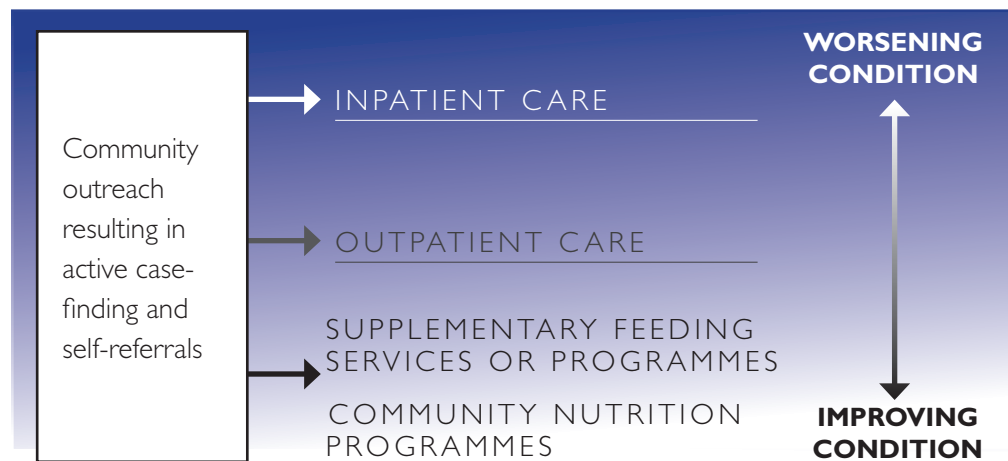 Community
outreach
resulting in
active case-
finding and
self-referrals
INPATIENT CARE
OUTPATIENT CARE
SUPPLEMENTARY FEEDING
SERVICES OR PROGRAMMES
COMMUNITY NUTRITION
PROGRAMMES
WORSENING
CONDITION
IMPROVING
CONDITION